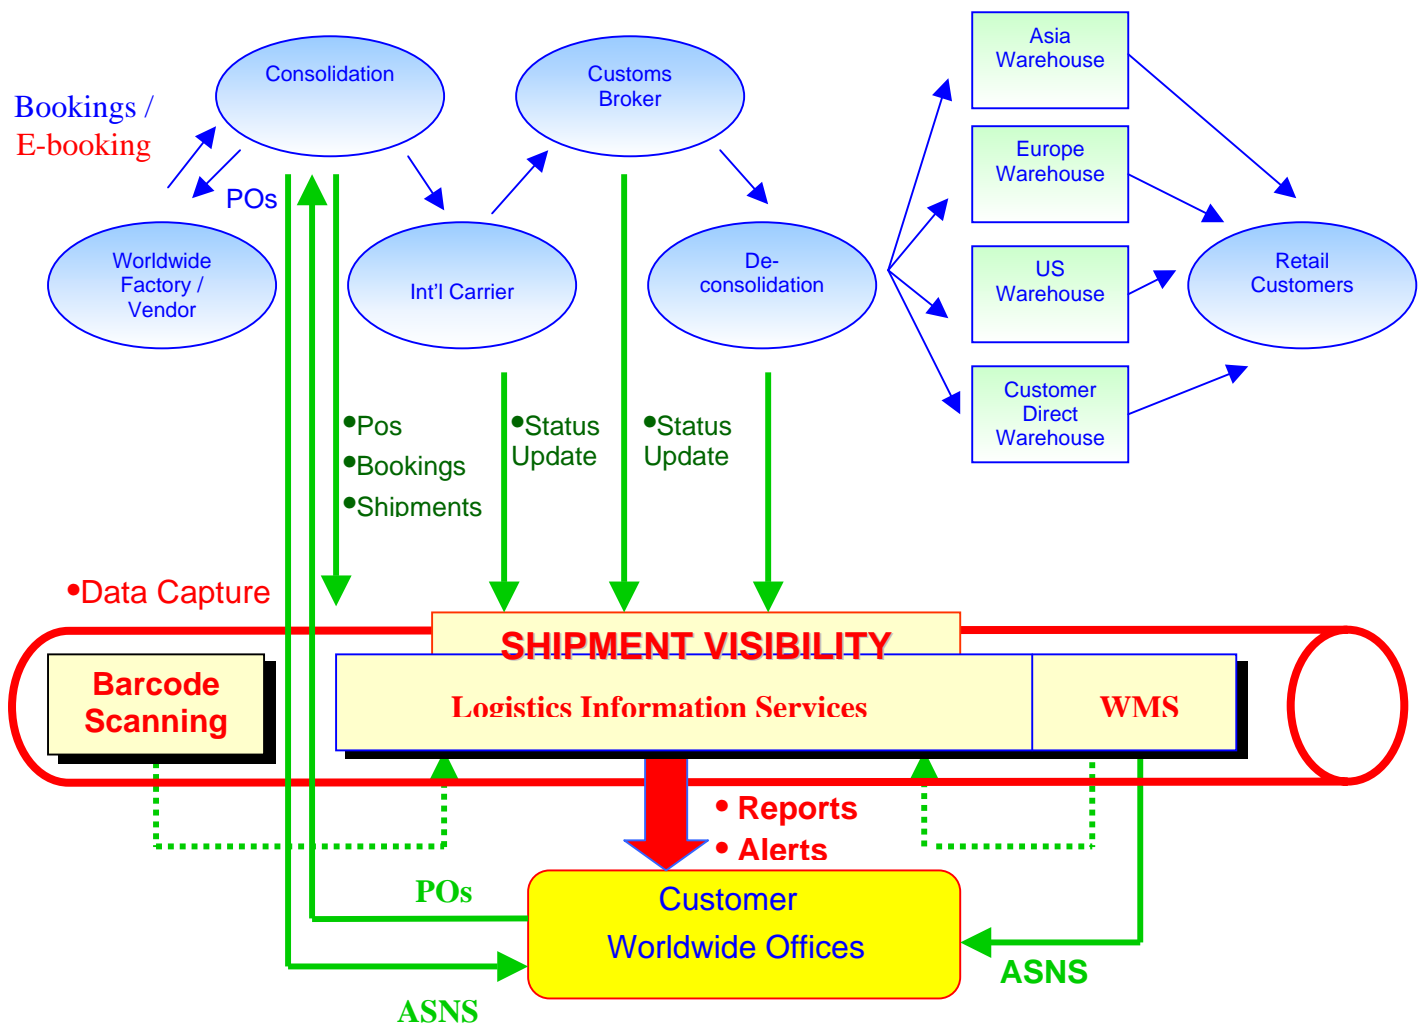 Bookings /
E-booking
Consolidation
Customs
Broker
Asia
Warehouse
Europe
Warehouse
US
Warehouse
Customer
Direct
Warehouse
POs
Worldwide
Factory /
Vendor
Int'l Carrier
De-
consolidation
Retail
Customers
•Pos
•Bookings
•Shipments
•Status
Update
•Status
Update
•Data Capture
SHIPMENT VISIBILITY
Barcode
Scanning
Logistics Information Services
WMS
• Reports
• Alerts
POs
Customer
Worldwide Offices
ASNS
ASNS